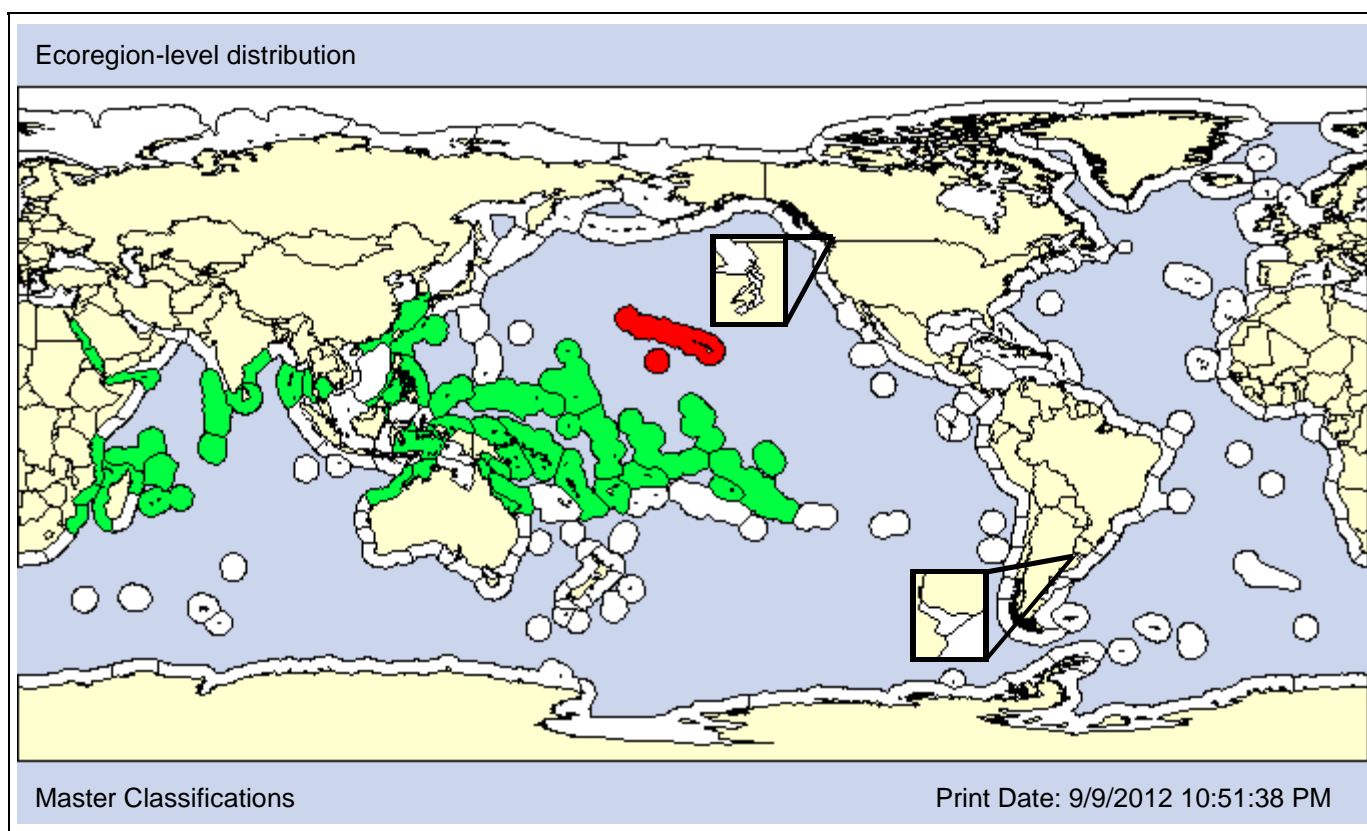 Ecoregion-level distribution
Master Classifications
Print Date: 9/9/2012 10:51:38 PM